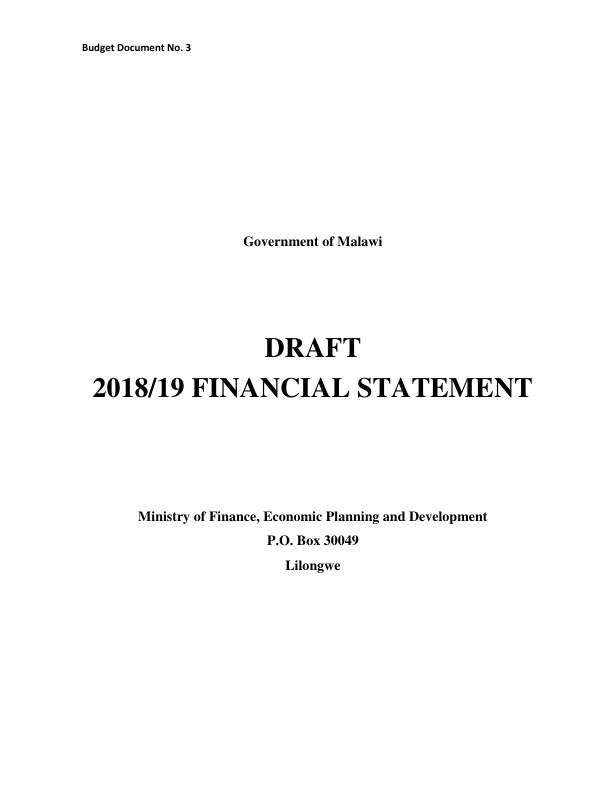 Budget Document No. 3
Government of Malawi
DRAFT
2018/19 FINANCIAL STATEMENT
Ministry of Finance, Economic Planning and Development
P.O. Box 30049
Lilongwe